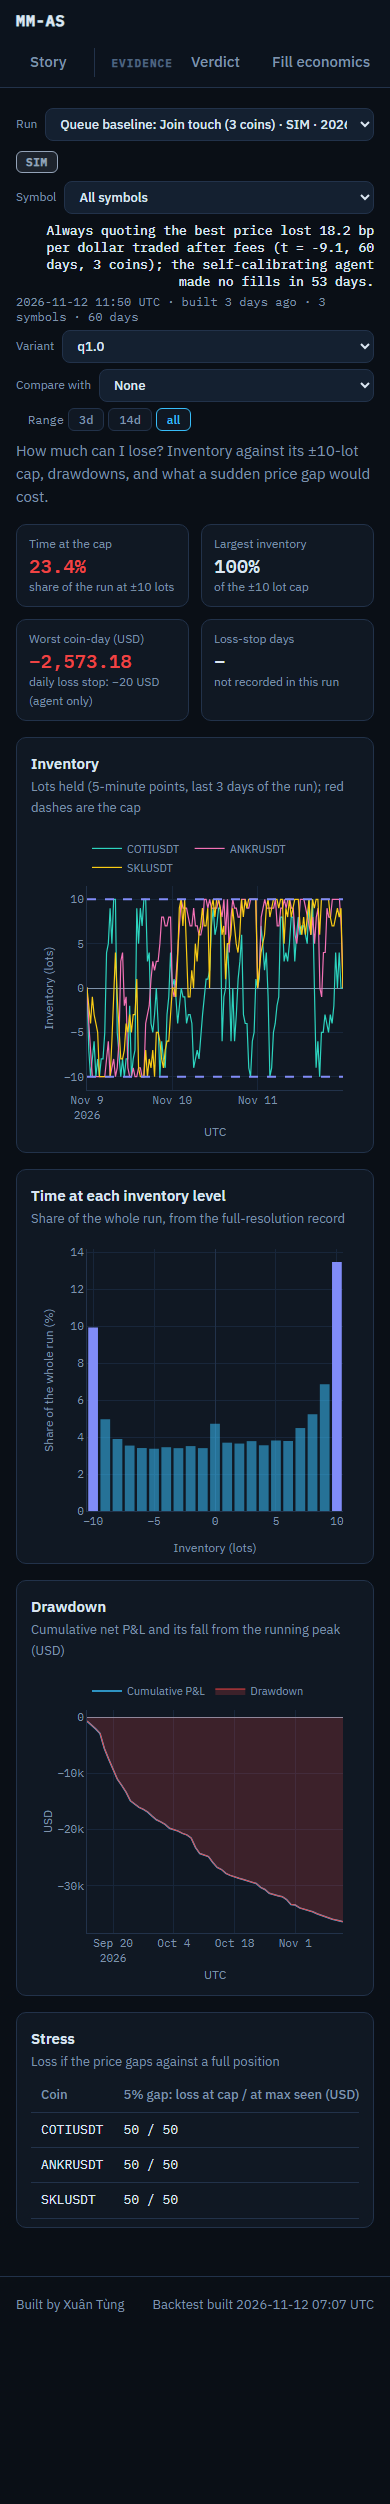 MM-AS
Story EVIDENCE Verdict Fill economics
Run Queue baseline: Join touch (3 coins) · SIM · 2026
SIM
Symbol All symbols
Always quoting the best price lost 18.2 bp
per dollar traded after fees (t = -9.1, 60
days, 3 coins); the self-calibrating agent
made no fills in 53 days.
2026-11-12 11:50 UTC · built 3 days ago · 3
symbols · 60 days
Variant q1.0
Compare with None
Range 3d 14d all
How much can I lose? Inventory against its ±10-lot
cap, drawdowns, and what a sudden price gap would
cost.
Time at the cap
23.4%
share of the run at ±10 lots
Largest inventory
100%
of the ±10 lot cap
Worst coin-day (USD)
−2,573.18
daily loss stop: −20 USD
(agent only)
Loss-stop days
–
not recorded in this run
Inventory
Lots held (5-minute points, last 3 days of the run); red
dashes are the cap
COTIUSDT ANKRUSDT
SKLUSDT
Inventory (lots)
10
5
0
−5
−10
Nov 9 Nov 10 Nov 11
2026
UTC
Time at each inventory level
Share of the whole run, from the full-resolution record
Share of the whole run (%)
14
12
10
8
6
4
2
0
−10 −5 0 5 10
Inventory (lots)
Drawdown
Cumulative net P&L and its fall from the running peak
(USD)
Cumulative P&L Drawdown
USD
0
−10k
−20k
−30k
Sep 20 Oct 4 Oct 18 Nov 1
2026
UTC
Stress
Loss if the price gaps against a full position
Coin 5% gap: loss at cap / at max seen (USD)
COTIUSDT 50 / 50
ANKRUSDT 50 / 50
SKLUSDT 50 / 50
Built by Xuân Tùng Backtest built 2026-11-12 07:07 UTC